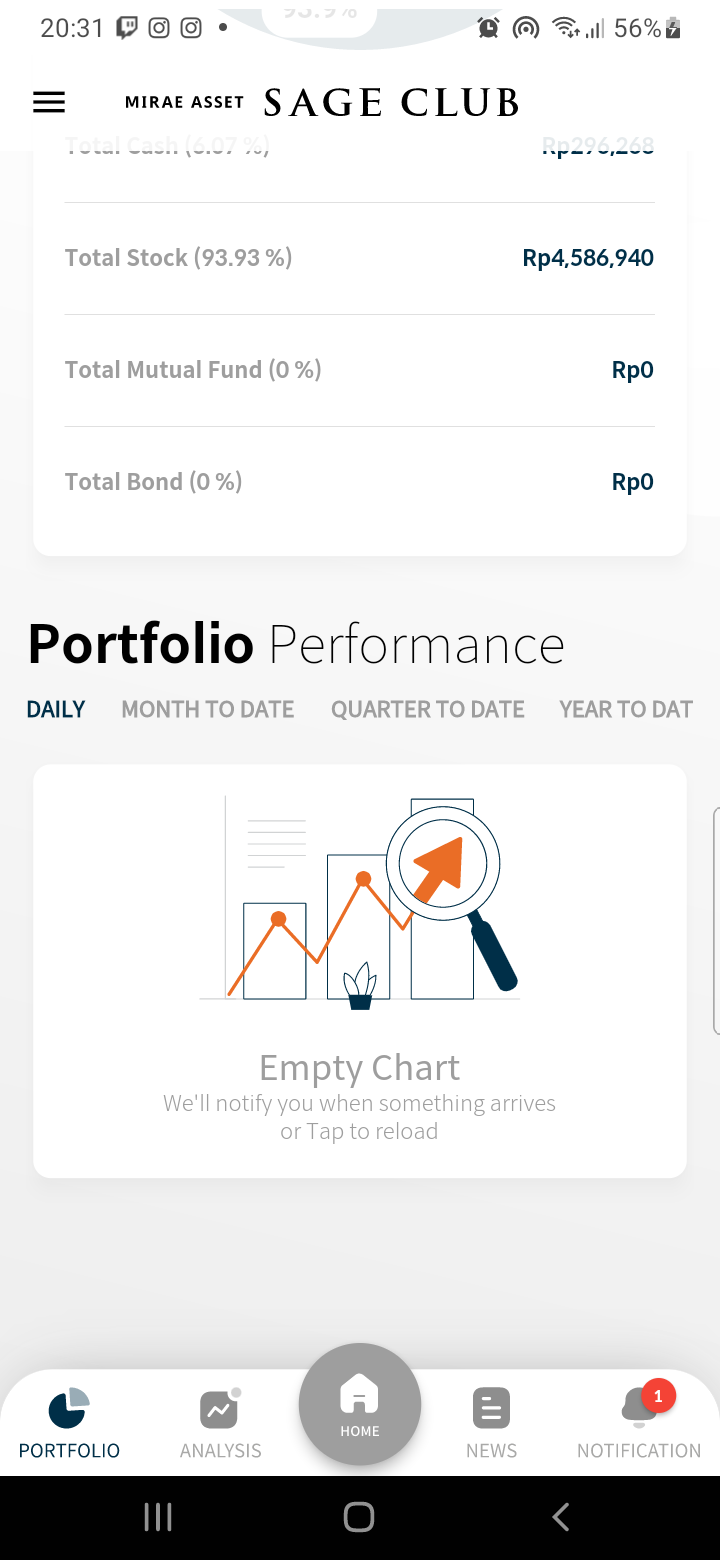 93.9%
20:31
56%
MIRAE ASSET SAGE CLUB
Total Cash (6.07 %) Rp296,268
Total Stock (93.93 %) Rp4,586,940
Total Mutual Fund (0 %) Rp0
Total Bond (0 %) Rp0
Portfolio Performance
DAILY MONTH TO DATE QUARTER TO DATE YEAR TO DAT
Empty Chart
We'll notify you when something arrives
or Tap to reload
1
PORTFOLIO ANALYSIS HOME NEWS NOTIFICATION